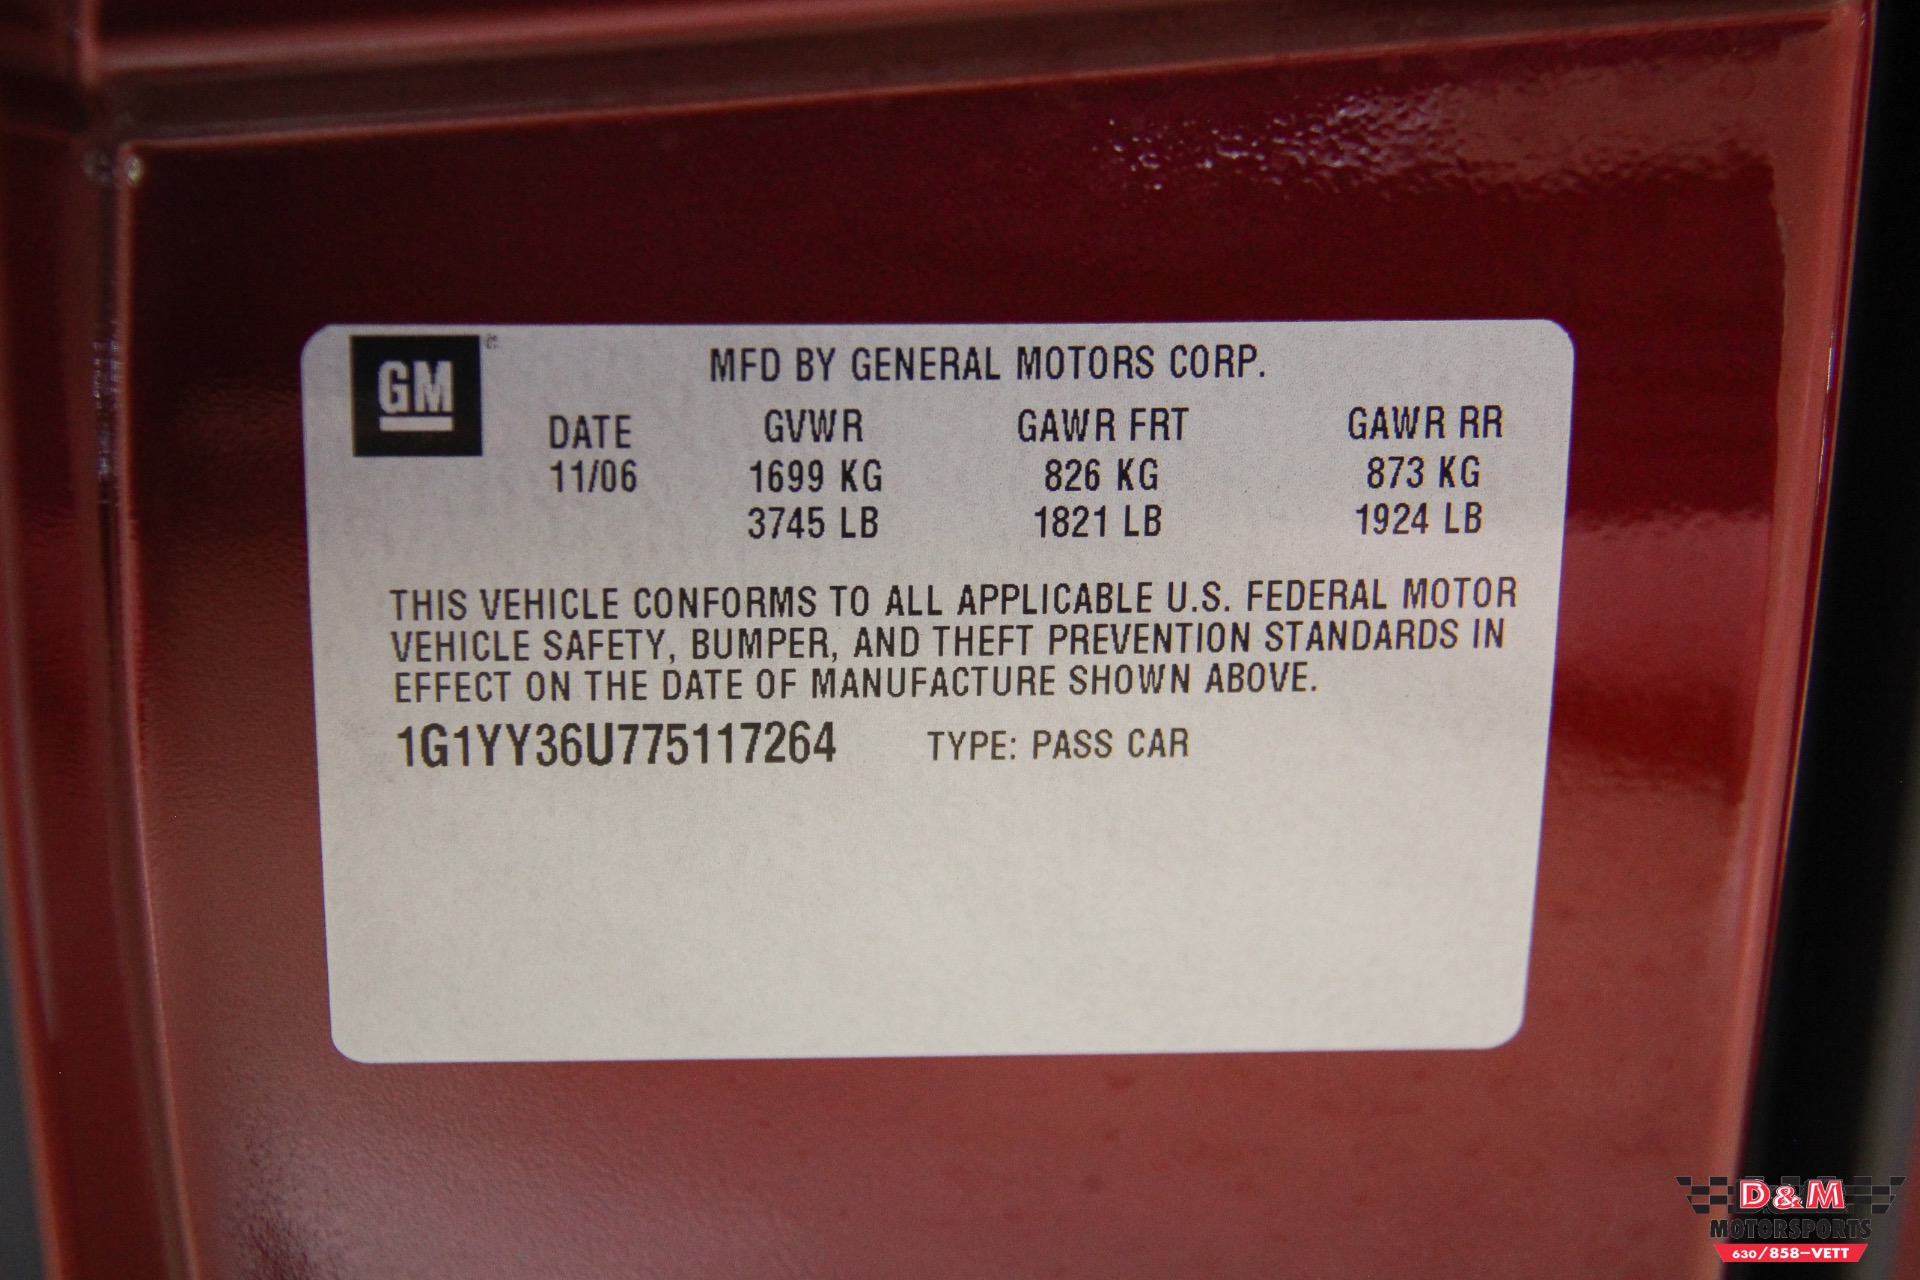 GM
MFD BY GENERAL MOTORS CORP.
DATE GVWR GAWR FRT GAWR RR
11/06 1699 KG 826 KG 873 KG
3745 LB 1821 LB 1924 LB
THIS VEHICLE CONFORMS TO ALL APPLICABLE U.S. FEDERAL MOTOR
VEHICLE SAFETY, BUMPER, AND THEFT PREVENTION STANDARDS IN
EFFECT ON THE DATE OF MANUFACTURE SHOWN ABOVE.
1G1YY36U775117264 TYPE: PASS CAR
D&M
MOTORSPORTS
630/858-VETT